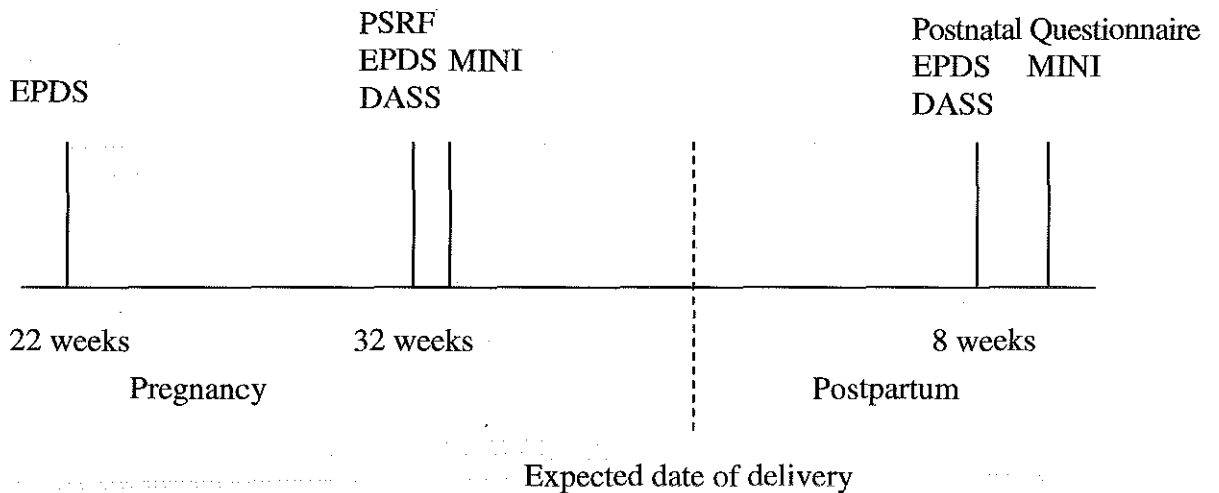 PSRF
EPDS MINI
DASS
EPDS
Postnatal Questionnaire
EPDS MINI
DASS
22 weeks
32 weeks
8 weeks
Pregnancy
Postpartum
Expected date of delivery